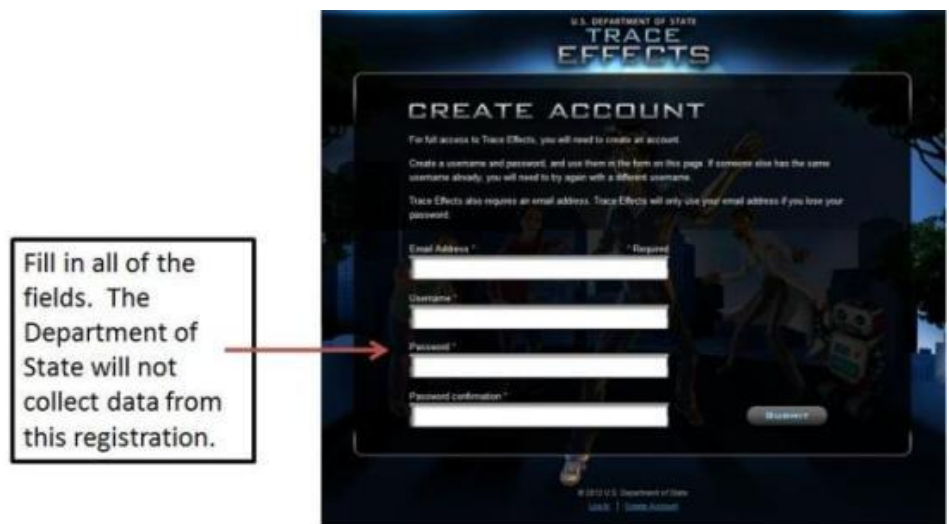 U.S. DEPARTMENT OF STATE
TRACE
EFFECTS
CREATE ACCOUNT
For full access to Trace Effects, you will need to create an account.
Create a username and password, and use them in the form on this page. If someone else has the same
username already, you will need to try again with a different username.
Trace Effects also requires an email address. Trace Effects will only use your email address if you lose your
password.
Email Address * * Required
Username *
Password *
Password confirmation *
SUBMIT
Fill in all of the
fields. The
Department of
State will not
collect data from
this registration.
© 2012 U.S. Department of State
Log In | Create Account